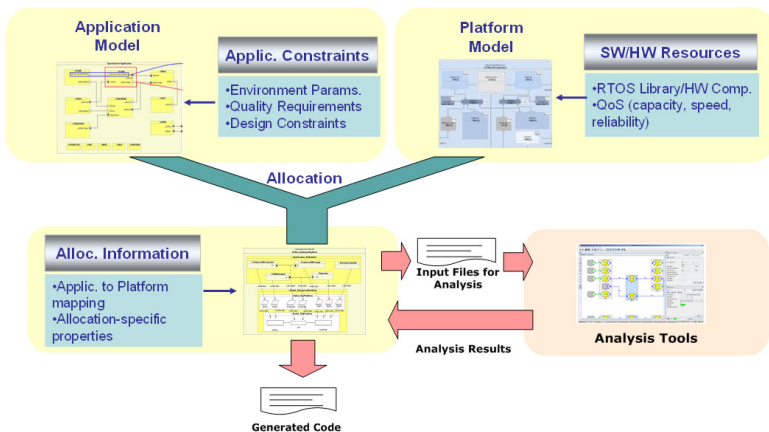 Application
Model
Applic. Constraints
•Environment Params.
•Quality Requirements
•Design Constraints
Platform
Model
SW/HW Resources
•RTOS Library/HW Comp.
•QoS (capacity, speed,
reliability)
Allocation
Alloc. Information
•Applic. to Platform
mapping
•Allocation-specific
properties
Input Files for
Analysis
Analysis Results
Analysis Tools
Generated Code